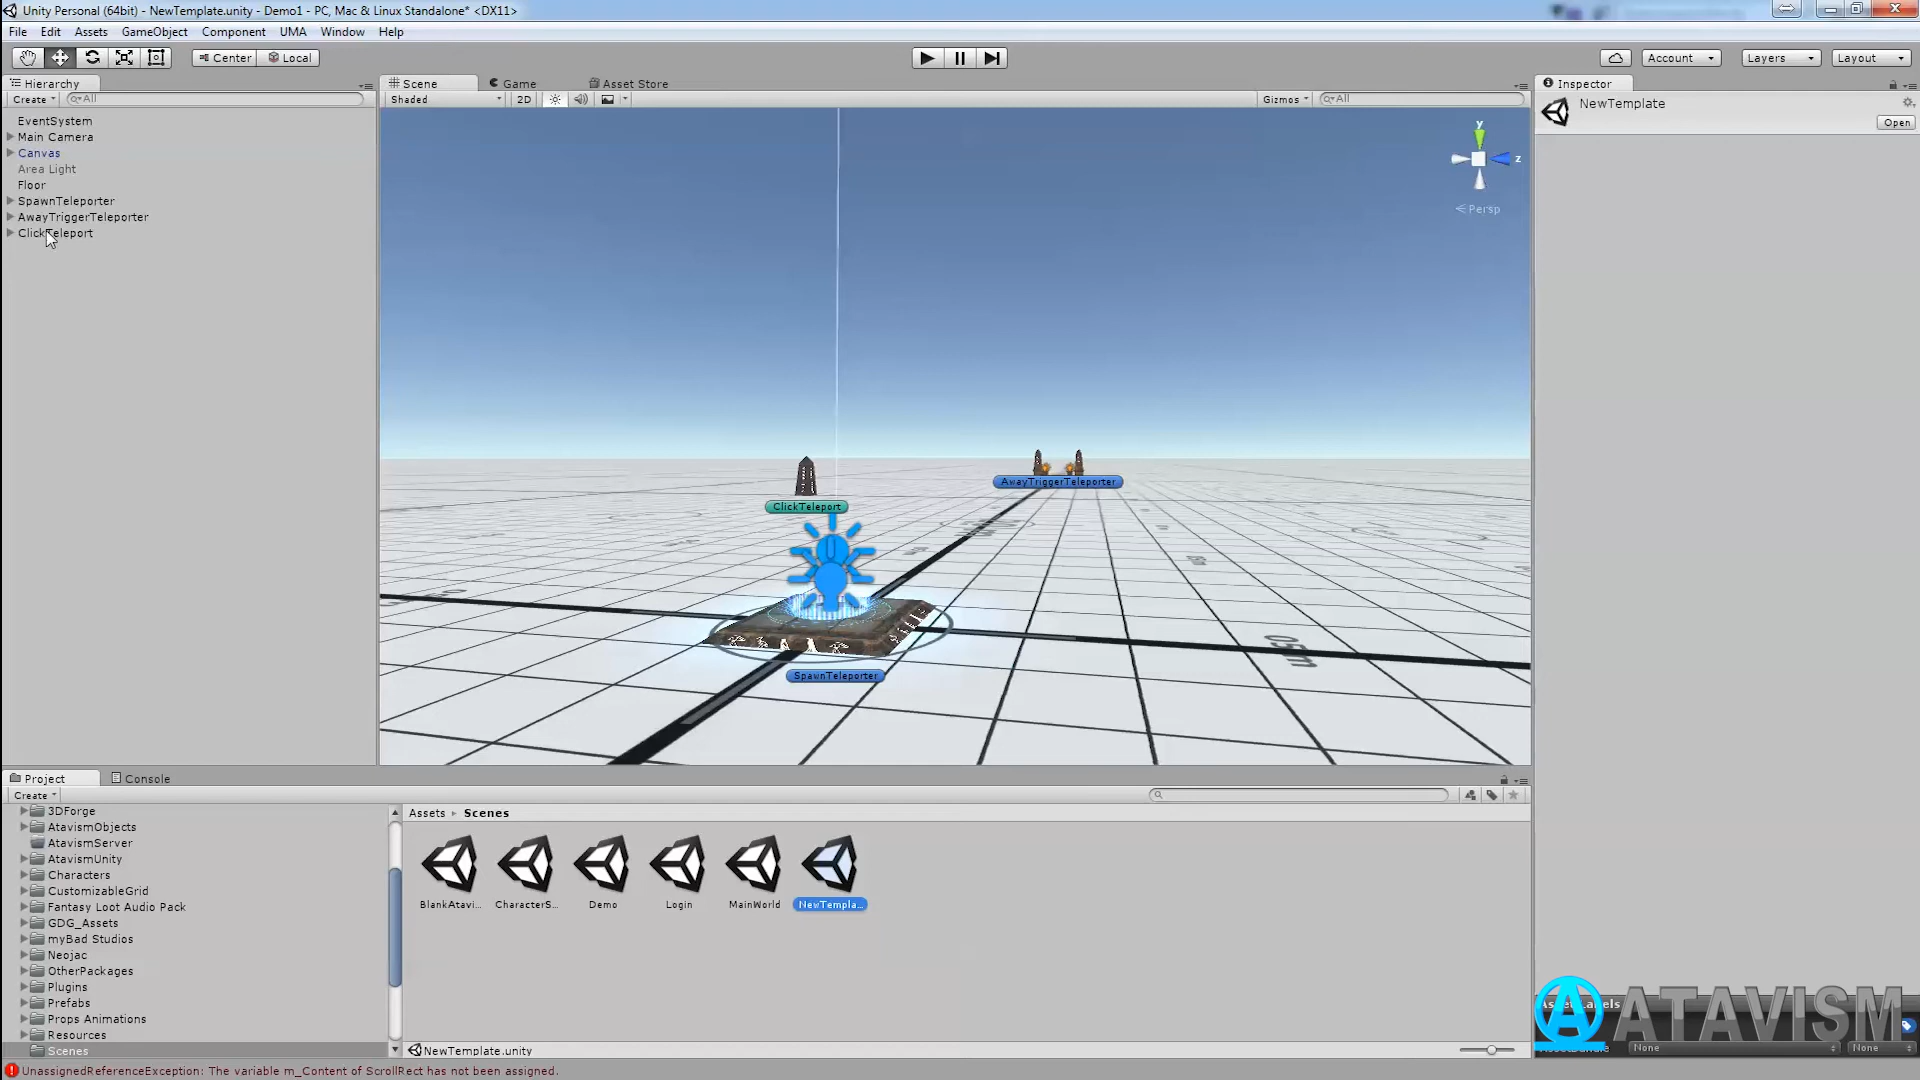 Unity Personal (64bit) - NewTemplate.unity - Demo1 - PC, Mac & Linux Standalone* <DX11>
File Edit Assets GameObject Component UMA Window Help
Center Local Account Layers Layout
Hierarchy
Create All
EventSystem
Main Camera
Canvas
Area Light
Floor
SpawnTeleporter
AwayTriggerTeleporter
ClickTeleport
Scene Game Asset Store
Shaded 2D Gizmos All
y
z
Persp
AwayTriggerTeleporter
ClickTeleport
05m
SpawnTeleporter
Inspector
NewTemplate
Open
Project Console
Create
3DForge
AtavismObjects
AtavismServer
AtavismUnity
Characters
CustomizableGrid
Fantasy Loot Audio Pack
GDG_Assets
myBad Studios
Neojac
OtherPackages
Plugins
Prefabs
Props Animations
Resources
Scenes
Assets Scenes
BlankAtavi... CharacterS... Demo Login MainWorld NewTempla...
NewTemplate.unity
ATAVISM
None None
UnassignedReferenceException: The variable m_Content of ScrollRect has not been assigned.